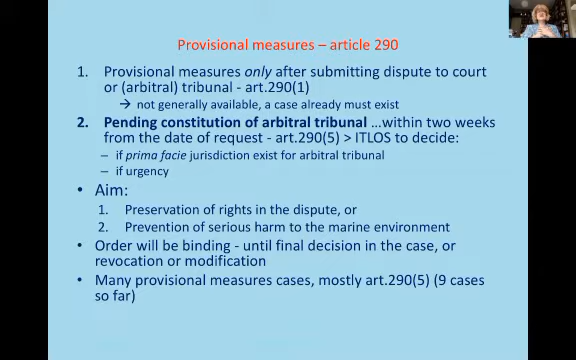 Provisional measures – article 290
1. Provisional measures only after submitting dispute to court
or (arbitral) tribunal - art.290(1)
→ not generally available, a case already must exist
2. Pending constitution of arbitral tribunal ...within two weeks
from the date of request - art.290(5) > ITLOS to decide:
– if prima facie jurisdiction exist for arbitral tribunal
– if urgency
• Aim:
1. Preservation of rights in the dispute, or
2. Prevention of serious harm to the marine environment
• Order will be binding - until final decision in the case, or
revocation or modification
• Many provisional measures cases, mostly art.290(5) (9 cases
so far)